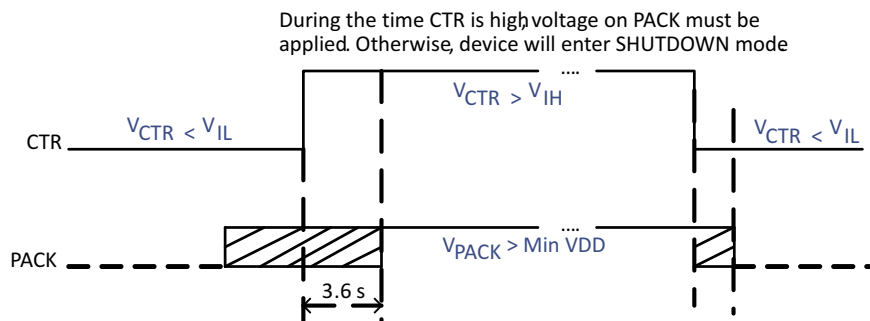 During the time CTR is high, voltage on PACK must be
applied. Otherwise, device will enter SHUTDOWN mode
....
VCTR > VIH
VCTR < VIL
CTR
VCTR < VIL
....
VPACK > Min VDD
PACK
3.6 s